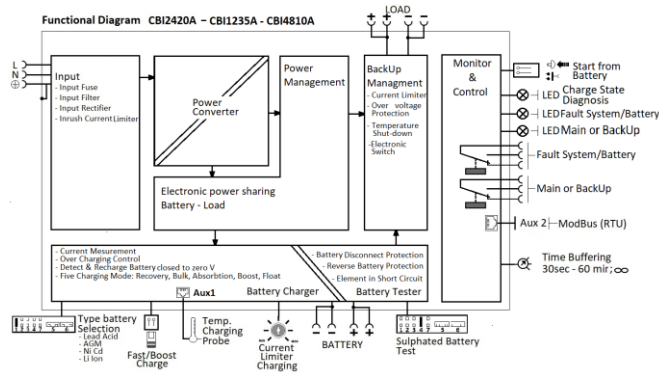 Functional Diagram CBI2420A – CBI1235A - CBI4810A
LOAD
+ + - -
L
N
Input
- Input Fuse
- Input Filter
- Input Rectifier
- Inrush Current Limiter
Power
Converter
Power
Management
BackUp
Managment
- Current Limiter
- Over voltage
Protection
- Temperature
Shut-down
-Electronic
Switch
Monitor
&
Control
Start from
Battery
LED Charge State
Diagnosis
LED Fault System/Battery
LED Main or BackUp
Fault System/Battery
Main or BackUp
Aux 2 ModBus (RTU)
Time Buffering
30sec - 60 mir; ∞
Electronic power sharing
Battery - Load
- Current Mesurement
- Over Charging Control
- Detect & Recharge Battery closed to zero V
- Five Charging Mode: Recovery, Bulk, Absorbtion, Boost, Float
Aux1
Battery Charger
- Battery Disconnect Protection
- Reverse Battery Protection
- Element in Short Circuit
Battery Tester
Type battery
Selection
- Lead Acid
- AGM
- Ni Cd
- Li Ion
Fast/Boost
Charge
Temp.
Charging
Probe
Current
Limiter
Charging
- - + +
BATTERY
Sulphated Battery
Test